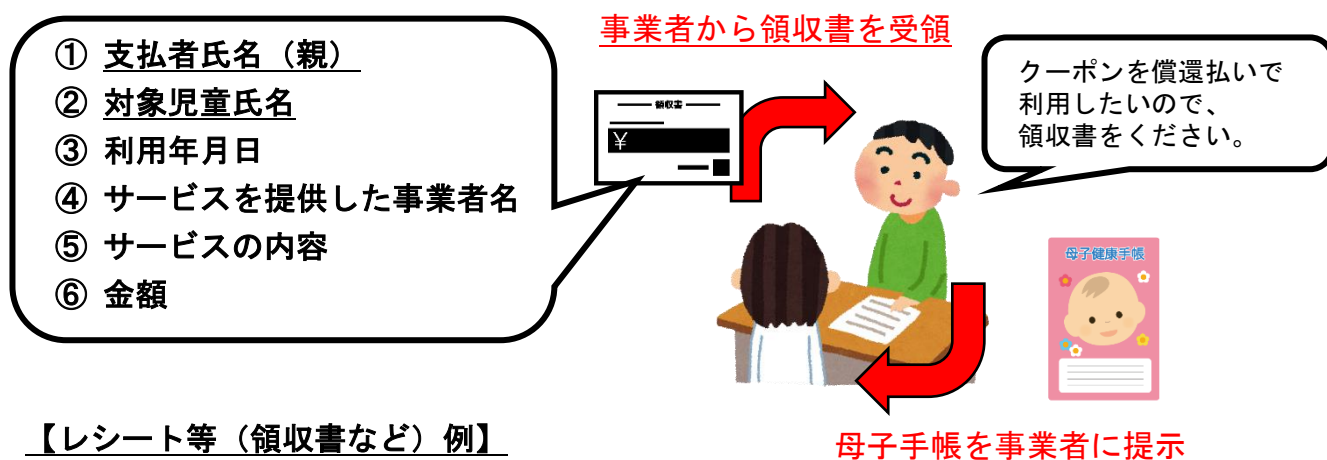 事業者から領収書を受領
① 支払者氏名（親）
② 対象児童氏名
③ 利用年月日
④ サービスを提供した事業者名
⑤ サービスの内容
⑥ 金額
領収書
¥
クーポンを償還払いで
利用したいので、
領収書をください。
母子健康手帳
母子手帳を事業者に提示
【レシート等（領収書など）例】